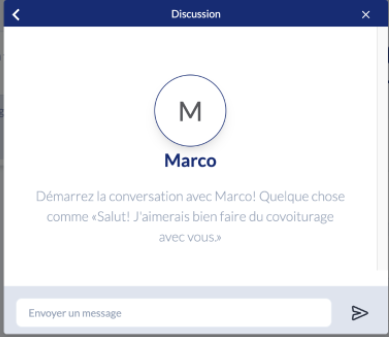 Discussion
M
Marco
Démarrez la conversation avec Marco! Quelque chose
comme «Salut! J'aimerais bien faire du covoiturage
avec vous.»
Envoyer un message